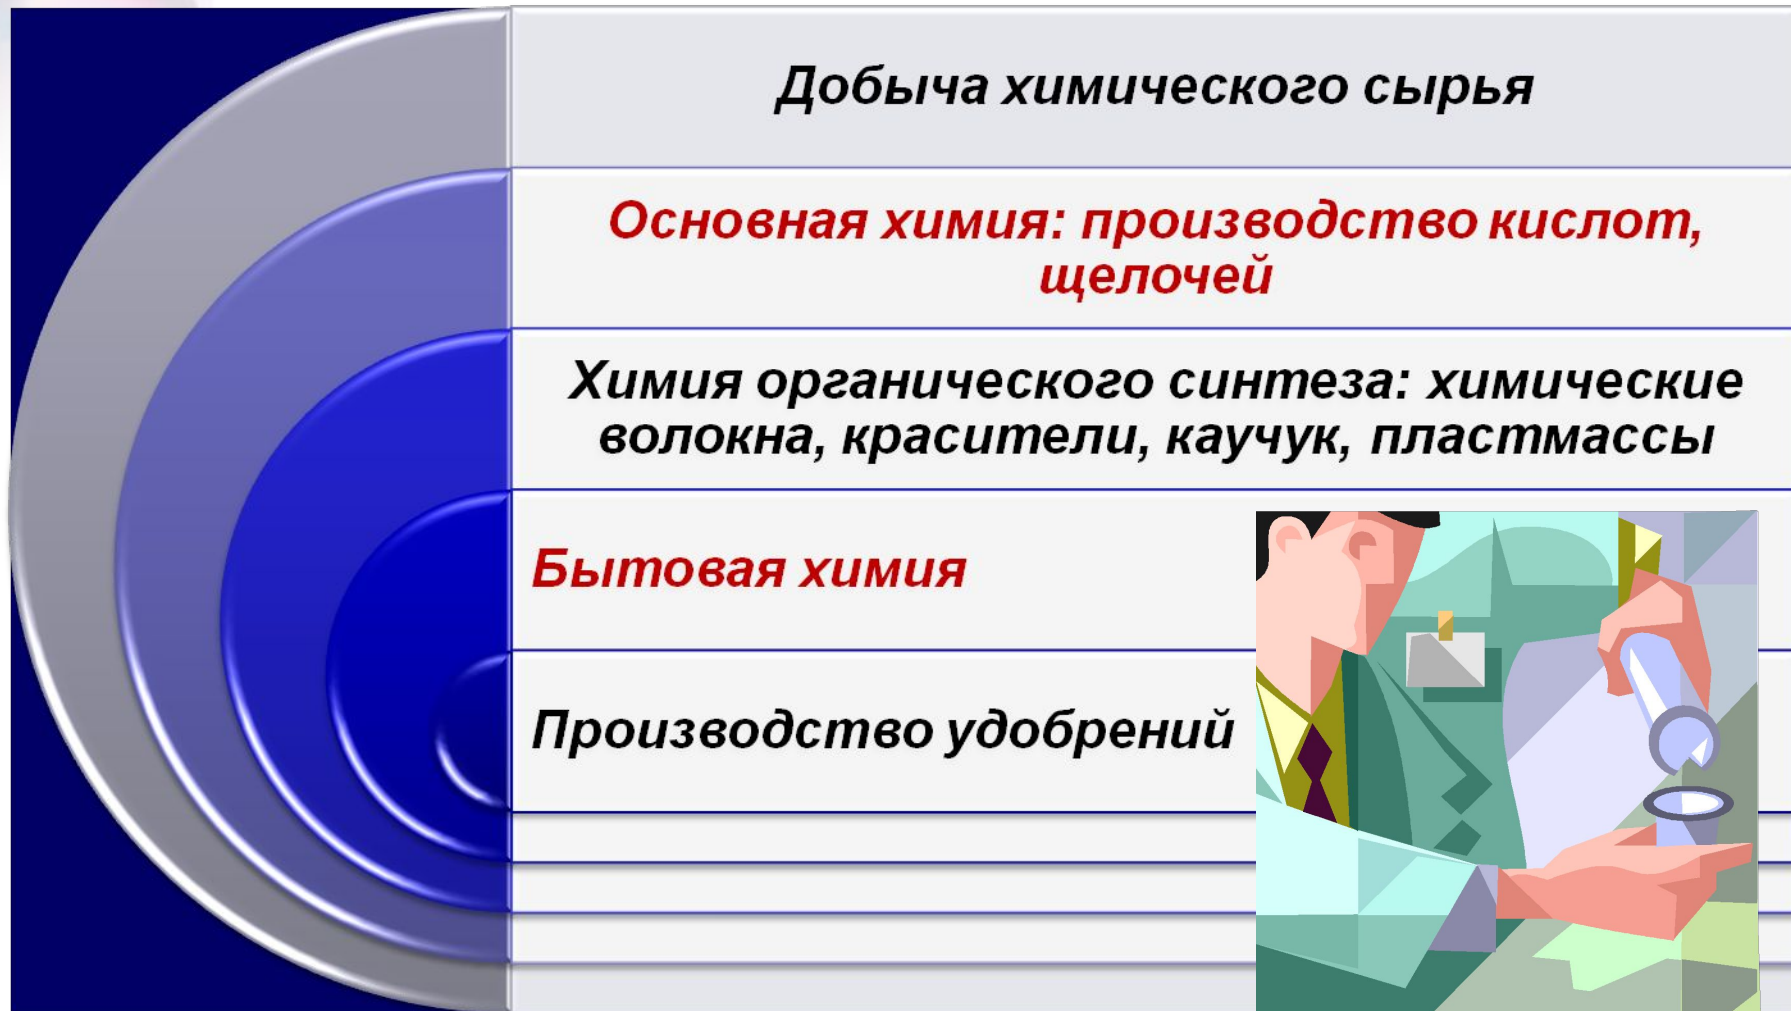 Добыча химического сырья
Основная химия: производство кислот,
щелочей
Химия органического синтеза: химические
волокна, красители, каучук, пластмассы
Бытовая химия
Производство удобрений